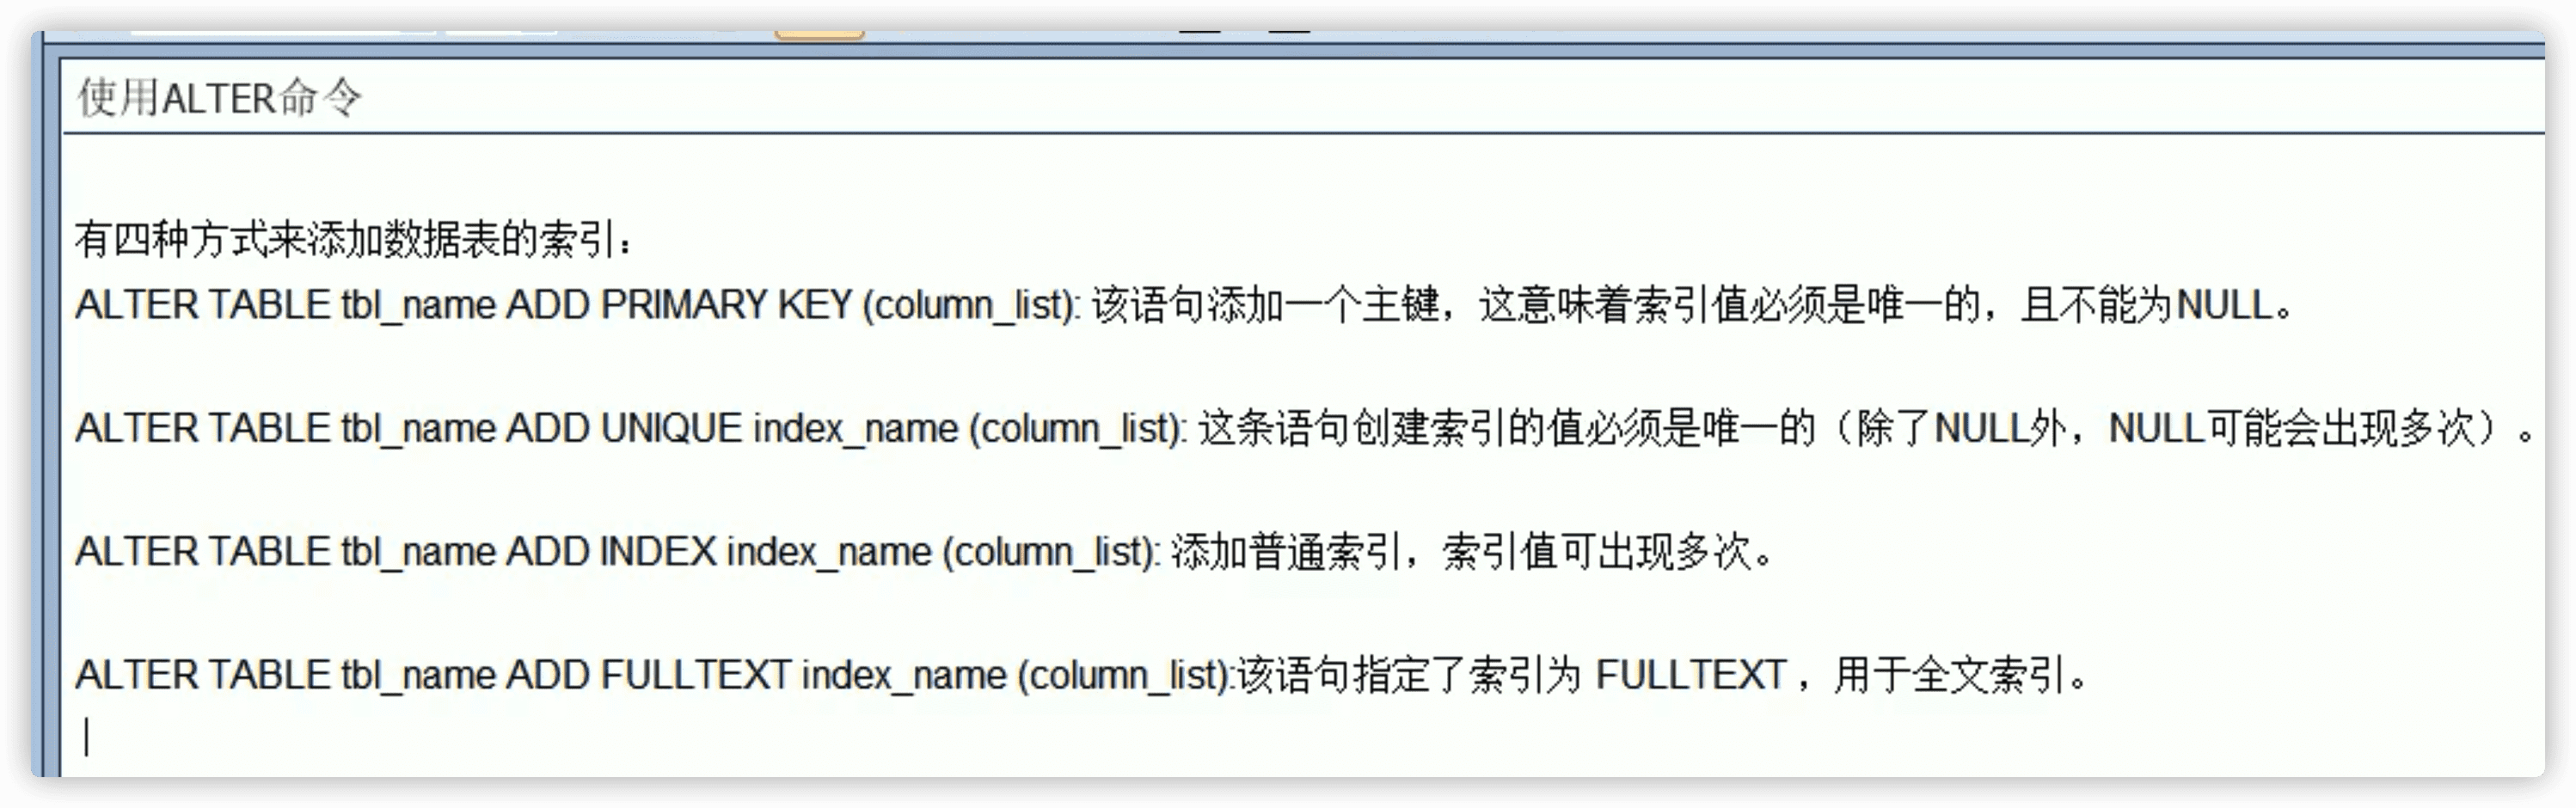 使用ALTER命令
有四种方式来添加数据表的索引：
ALTER TABLE tbl_name ADD PRIMARY KEY (column_list): 该语句添加一个主键，这意味着索引值必须是唯一的，且不能为NULL。
ALTER TABLE tbl_name ADD UNIQUE index_name (column_list): 这条语句创建索引的值必须是唯一的（除了NULL外，NULL可能会出现多次）。
ALTER TABLE tbl_name ADD INDEX index_name (column_list): 添加普通索引，索引值可出现多次。
ALTER TABLE tbl_name ADD FULLTEXT index_name (column_list):该语句指定了索引为 FULLTEXT ，用于全文索引。